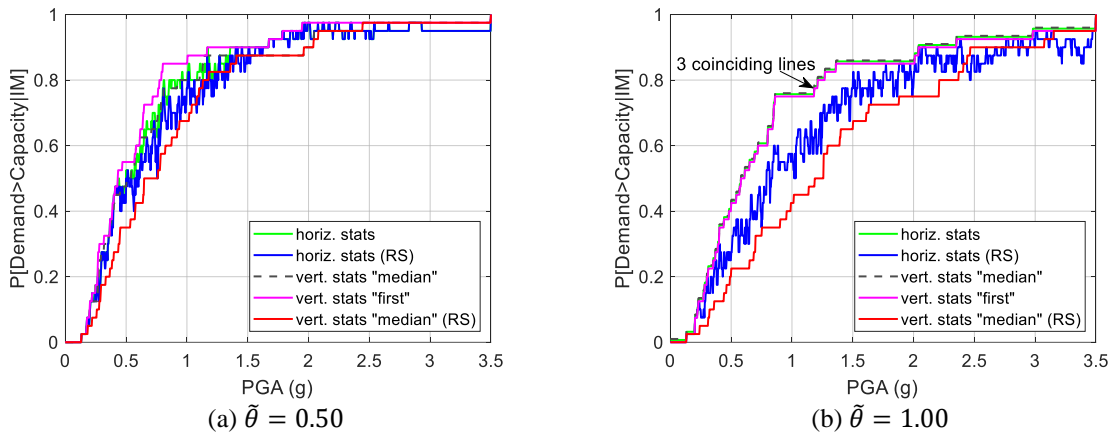 P[Demand>Capacity|IM]
1
0.8
0.6
0.4
0.2
0
horiz. stats
horiz. stats (RS)
vert. stats "median"
vert. stats "first"
vert. stats "median" (RS)
0 0.5 1 1.5 2 2.5 3 3.5
PGA (g)
(a) θ̃ = 0.50
P[Demand>Capacity|IM]
1
0.8
0.6
0.4
0.2
0
3 coinciding lines
horiz. stats
horiz. stats (RS)
vert. stats "median"
vert. stats "first"
vert. stats "median" (RS)
0 0.5 1 1.5 2 2.5 3 3.5
PGA (g)
(b) θ̃ = 1.00